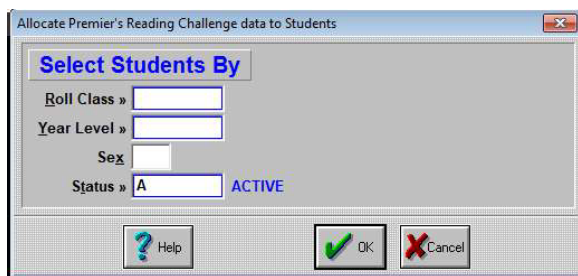 Allocate Premier's Reading Challenge data to Students
Select Students By
Roll Class »
Year Level »
Sex
Status » A ACTIVE
? Help OK Cancel